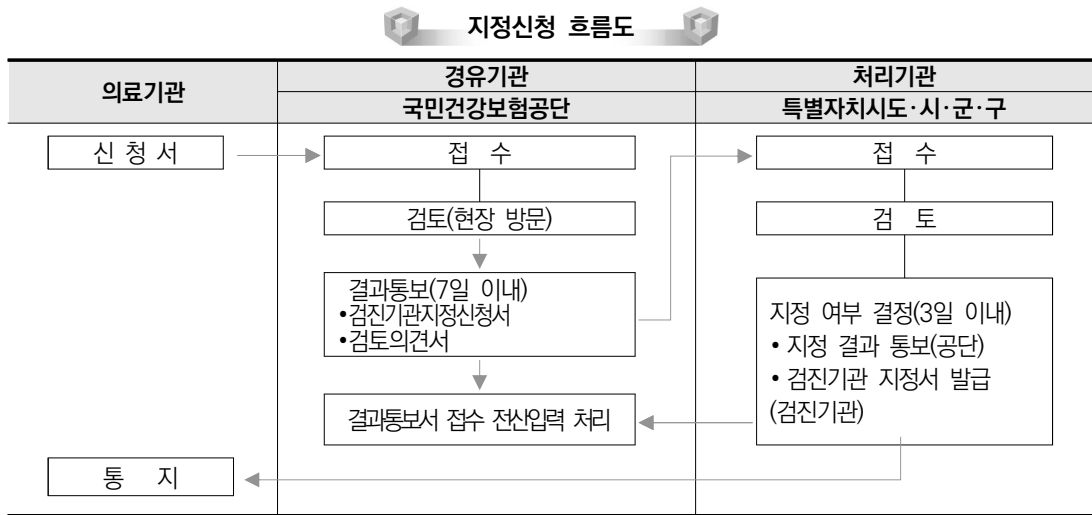 지정신청 흐름도
의료기관
경유기관
처리기관
국민건강보험공단
특별자치시도·시·군·구
신 청 서
접 수
접 수
검토(현장 방문)
검 토
결과통보(7일 이내)
•검진기관지정신청서
•검토의견서
지정 여부 결정(3일 이내)
• 지정 결과 통보(공단)
• 검진기관 지정서 발급
(검진기관)
결과통보서 접수 전산입력 처리
통 지